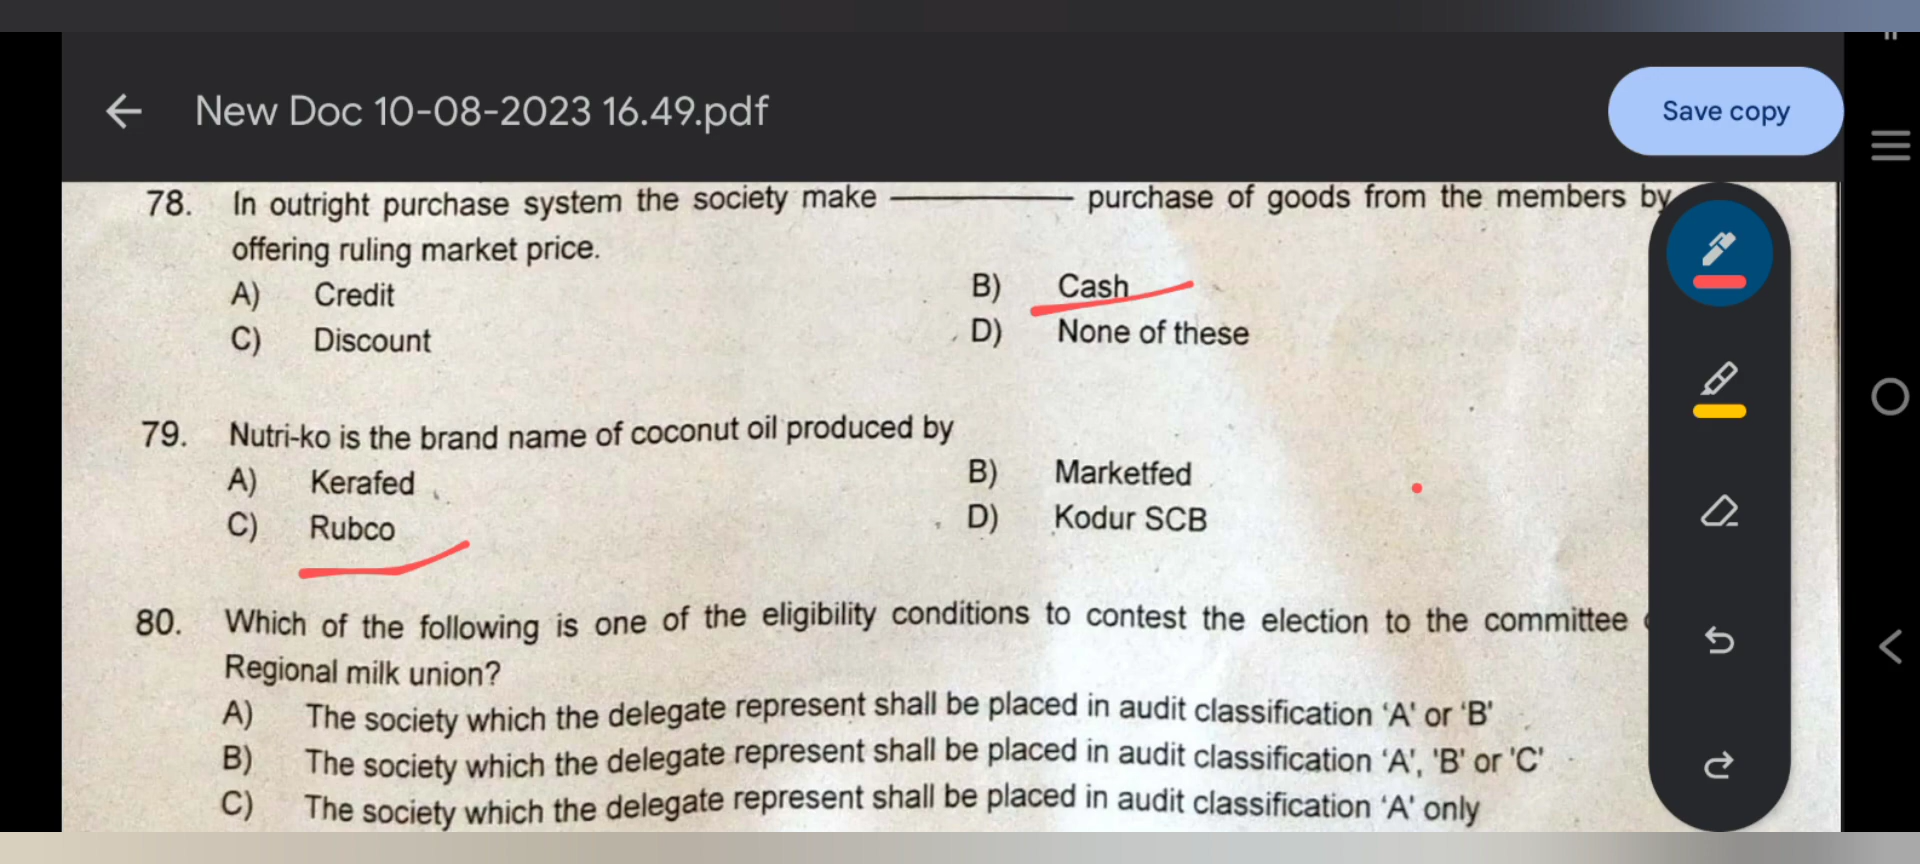 New Doc 10-08-2023 16.49.pdf
Save copy
78. In outright purchase system the society make ________ purchase of goods from the members by
offering ruling market price.
A) Credit B) Cash
C) Discount D) None of these
79. Nutri-ko is the brand name of coconut oil produced by
A) Kerafed B) Marketfed
C) Rubco D) Kodur SCB
80. Which of the following is one of the eligibility conditions to contest the election to the committee
Regional milk union?
A) The society which the delegate represent shall be placed in audit classification 'A' or 'B'
B) The society which the delegate represent shall be placed in audit classification 'A', 'B' or 'C'
C) The society which the delegate represent shall be placed in audit classification 'A' only